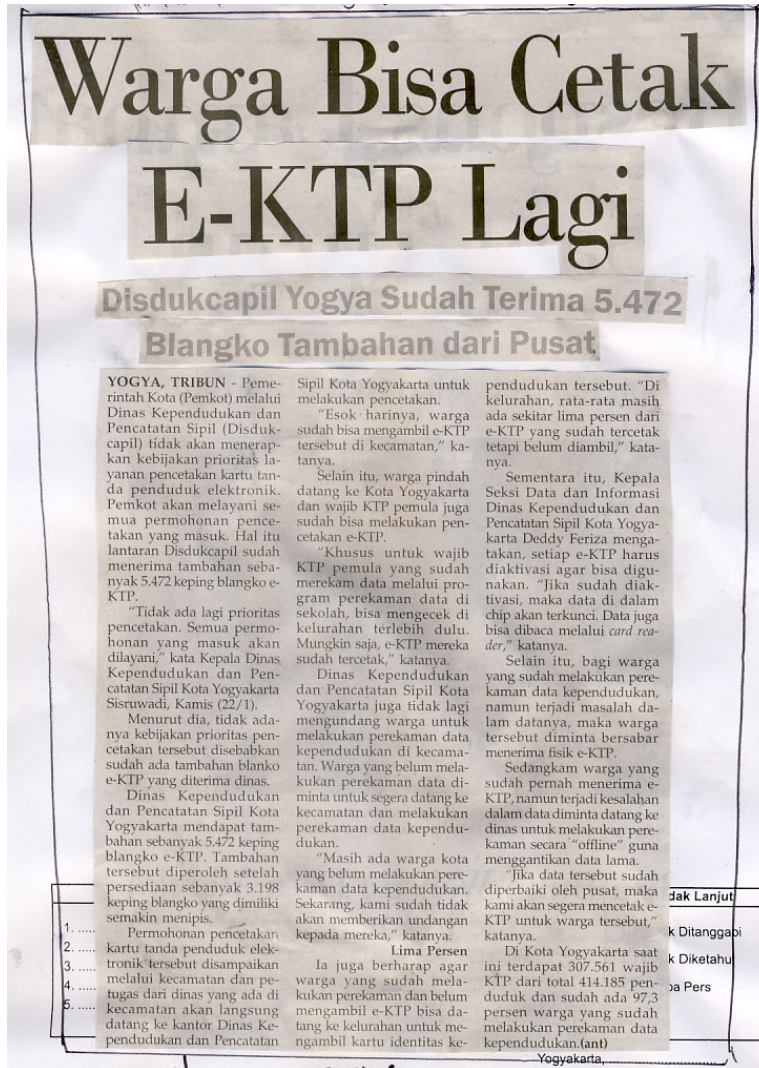 Warga Bisa Cetak
E-KTP Lagi
Disdukcapil Yogya Sudah Terima 5.472
Blangko Tambahan dari Pusat
YOGYA, TRIBUN - Peme-
rintah Kota (Pemkot) melalui
Dinas Kependudukan dan
Pencatatan Sipil (Disduk-
capil) tidak akan menerap-
kan kebijakan prioritas la-
yanan pencetakan kartu tan-
da penduduk elektronik.
Pemkot akan melayani se-
mua permohonan pence-
takan yang masuk. Hal itu
lantaran Disdukcapil sudah
menerima tambahan seba-
nyak 5.472 keping blangko e-
KTP.
"Tidak ada lagi prioritas
pencetakan. Semua permo-
honan yang masuk akan
dilayani," kata Kepala Dinas
Kependudukan dan Pen-
catatan Sipil Kota Yogyakarta
Sisruwadi, Kamis (22/1).
Menurut dia, tidak ada-
nya kebijakan prioritas pen-
cetakan tersebut disebabkan
sudah ada tambahan blanko
e-KTP yang diterima dinas.
Dinas Kependudukan
dan Pencatatan Sipil Kota
Yogyakarta mendapat tam-
bahan sebanyak 5.472 keping
blangko e-KTP. Tambahan
tersebut diperoleh setelah
persediaan sebanyak 3.198
keping blangko yang dimiliki
semakin menipis.
Permohonan pencetakan
kartu tanda penduduk elek-
tronik tersebut disampaikan
melalui kecamatan dan pe-
tugas dari dinas yang ada di
kecamatan akan langsung
datang ke kantor Dinas Ke-
pendudukan dan Pencatatan
Sipil Kota Yogyakarta untuk
melakukan pencetakan.
"Esok harinya, warga
sudah bisa mengambil e-KTP
tersebut di kecamatan," ka-
tanya.
Selain itu, warga pindah
datang ke Kota Yogyakarta
dan wajib KTP pemula juga
sudah bisa melakukan pen-
cetakan e-KTP.
"Khusus untuk wajib
KTP pemula yang sudah
merekam data melalui pro-
gram perekaman data di
sekolah, bisa mengecek di
kelurahan terlebih dulu.
Mungkin saja, e-KTP mereka
sudah tercetak," katanya.
Dinas Kependudukan
dan Pencatatan Sipil Kota
Yogyakarta juga tidak lagi
mengundang warga untuk
melakukan perekaman data
kependudukan di kecama-
tan. Warga yang belum mela-
kukan perekaman data di-
minta untuk segera datang ke
kecamatan dan melakukan
perekaman data kependu-
dukan.
"Masih ada warga kota
yang belum melakukan pere-
kaman data kependudukan.
Sekarang, kami sudah tidak
akan memberikan undangan
kepada mereka," katanya.
Lima Persen
Ia juga berharap agar
warga yang sudah mela-
kukan perekaman dan belum
mengambil e-KTP bisa da-
tang ke kelurahan untuk me-
ngambil kartu identitas ke-
pendudukan tersebut. "Di
kelurahan, rata-rata masih
ada sekitar lima persen dari
e-KTP yang sudah tercetak
tetapi belum diambil," kata-
nya.
Sementara itu, Kepala
Seksi Data dan Informasi
Dinas Kependudukan dan
Pencatatan Sipil Kota Yogya-
karta Deddy Feriza menga-
takan, setiap e-KTP harus
diaktivasi agar bisa digu-
nakan. "Jika sudah diak-
tivasi, maka data di dalam
chip akan terkunci. Data juga
bisa dibaca melalui card rea-
der," katanya.
Selain itu, bagi warga
yang sudah melakukan pere-
kaman data kependudukan,
namun terjadi masalah da-
lam datanya, maka warga
tersebut diminta bersabar
menerima fisik e-KTP.
Sedangkam warga yang
sudah pernah menerima e-
KTP, namun terjadi kesalahan
dalam data diminta datang ke
dinas untuk melakukan pere-
kaman secara "offline" guna
menggantikan data lama.
"Jika data tersebut sudah
diperbaiki oleh pusat, maka
kami akan segera mencetak e-
KTP untuk warga tersebut,"
katanya.
Di Kota Yogyakarta saat
ini terdapat 307.561 wajib
KTP dari total 414.185 pen-
duduk dan sudah ada 97,3
persen warga yang sudah
melakukan perekaman data
kependudukan.(ant)
1. .....
2. .....
3. .....
4. .....
5. .....
dak Lanjut
k Ditanggapi
k Diketahui
Pers
Yogyakarta,..............................